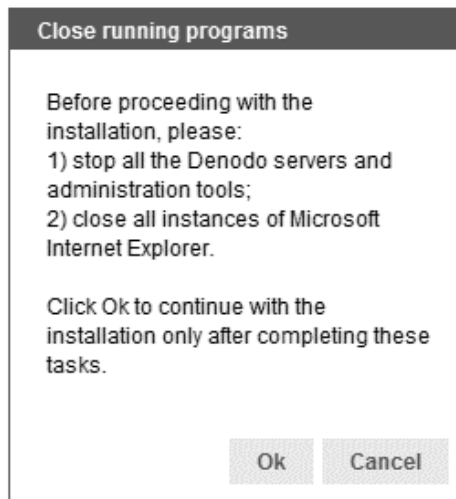 Close running programs
Before proceeding with the
installation, please:
1) stop all the Denodo servers and
administration tools;
2) close all instances of Microsoft
Internet Explorer.
Click Ok to continue with the
installation only after completing these
tasks.
Ok Cancel